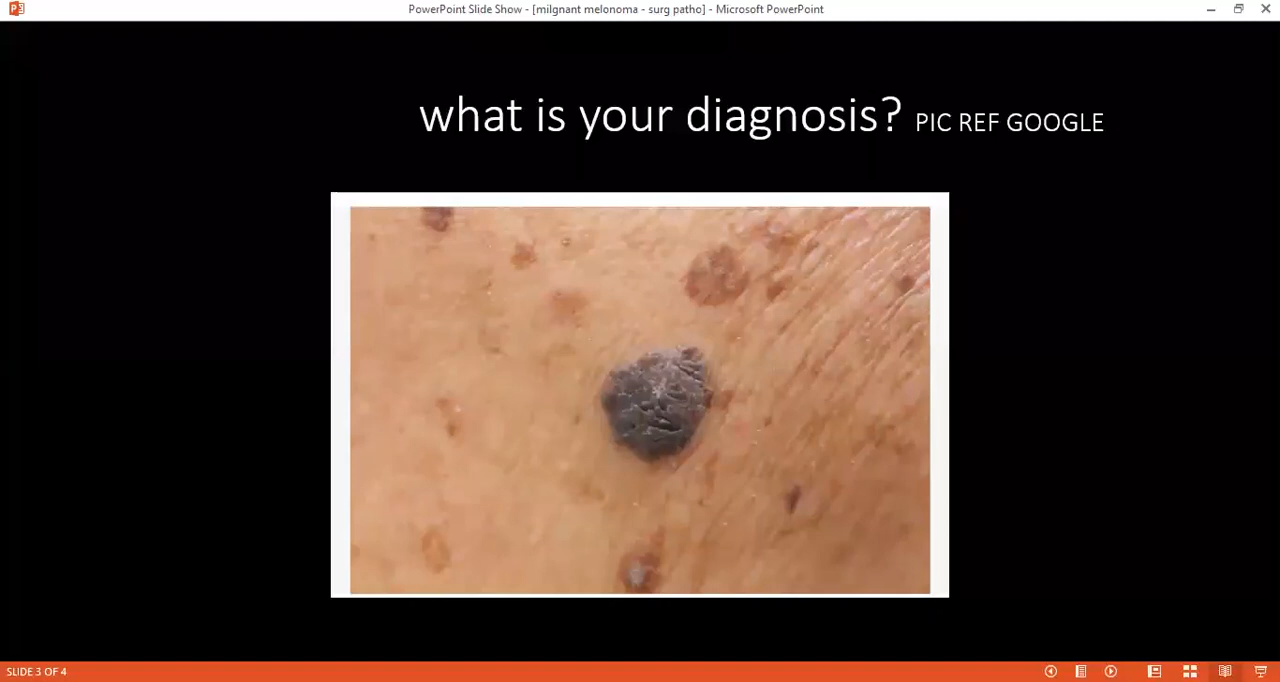 PowerPoint Slide Show - [milgnant melonoma - surg patho] - Microsoft PowerPoint
what is your diagnosis? PIC REF GOOGLE
SLIDE 3 OF 4